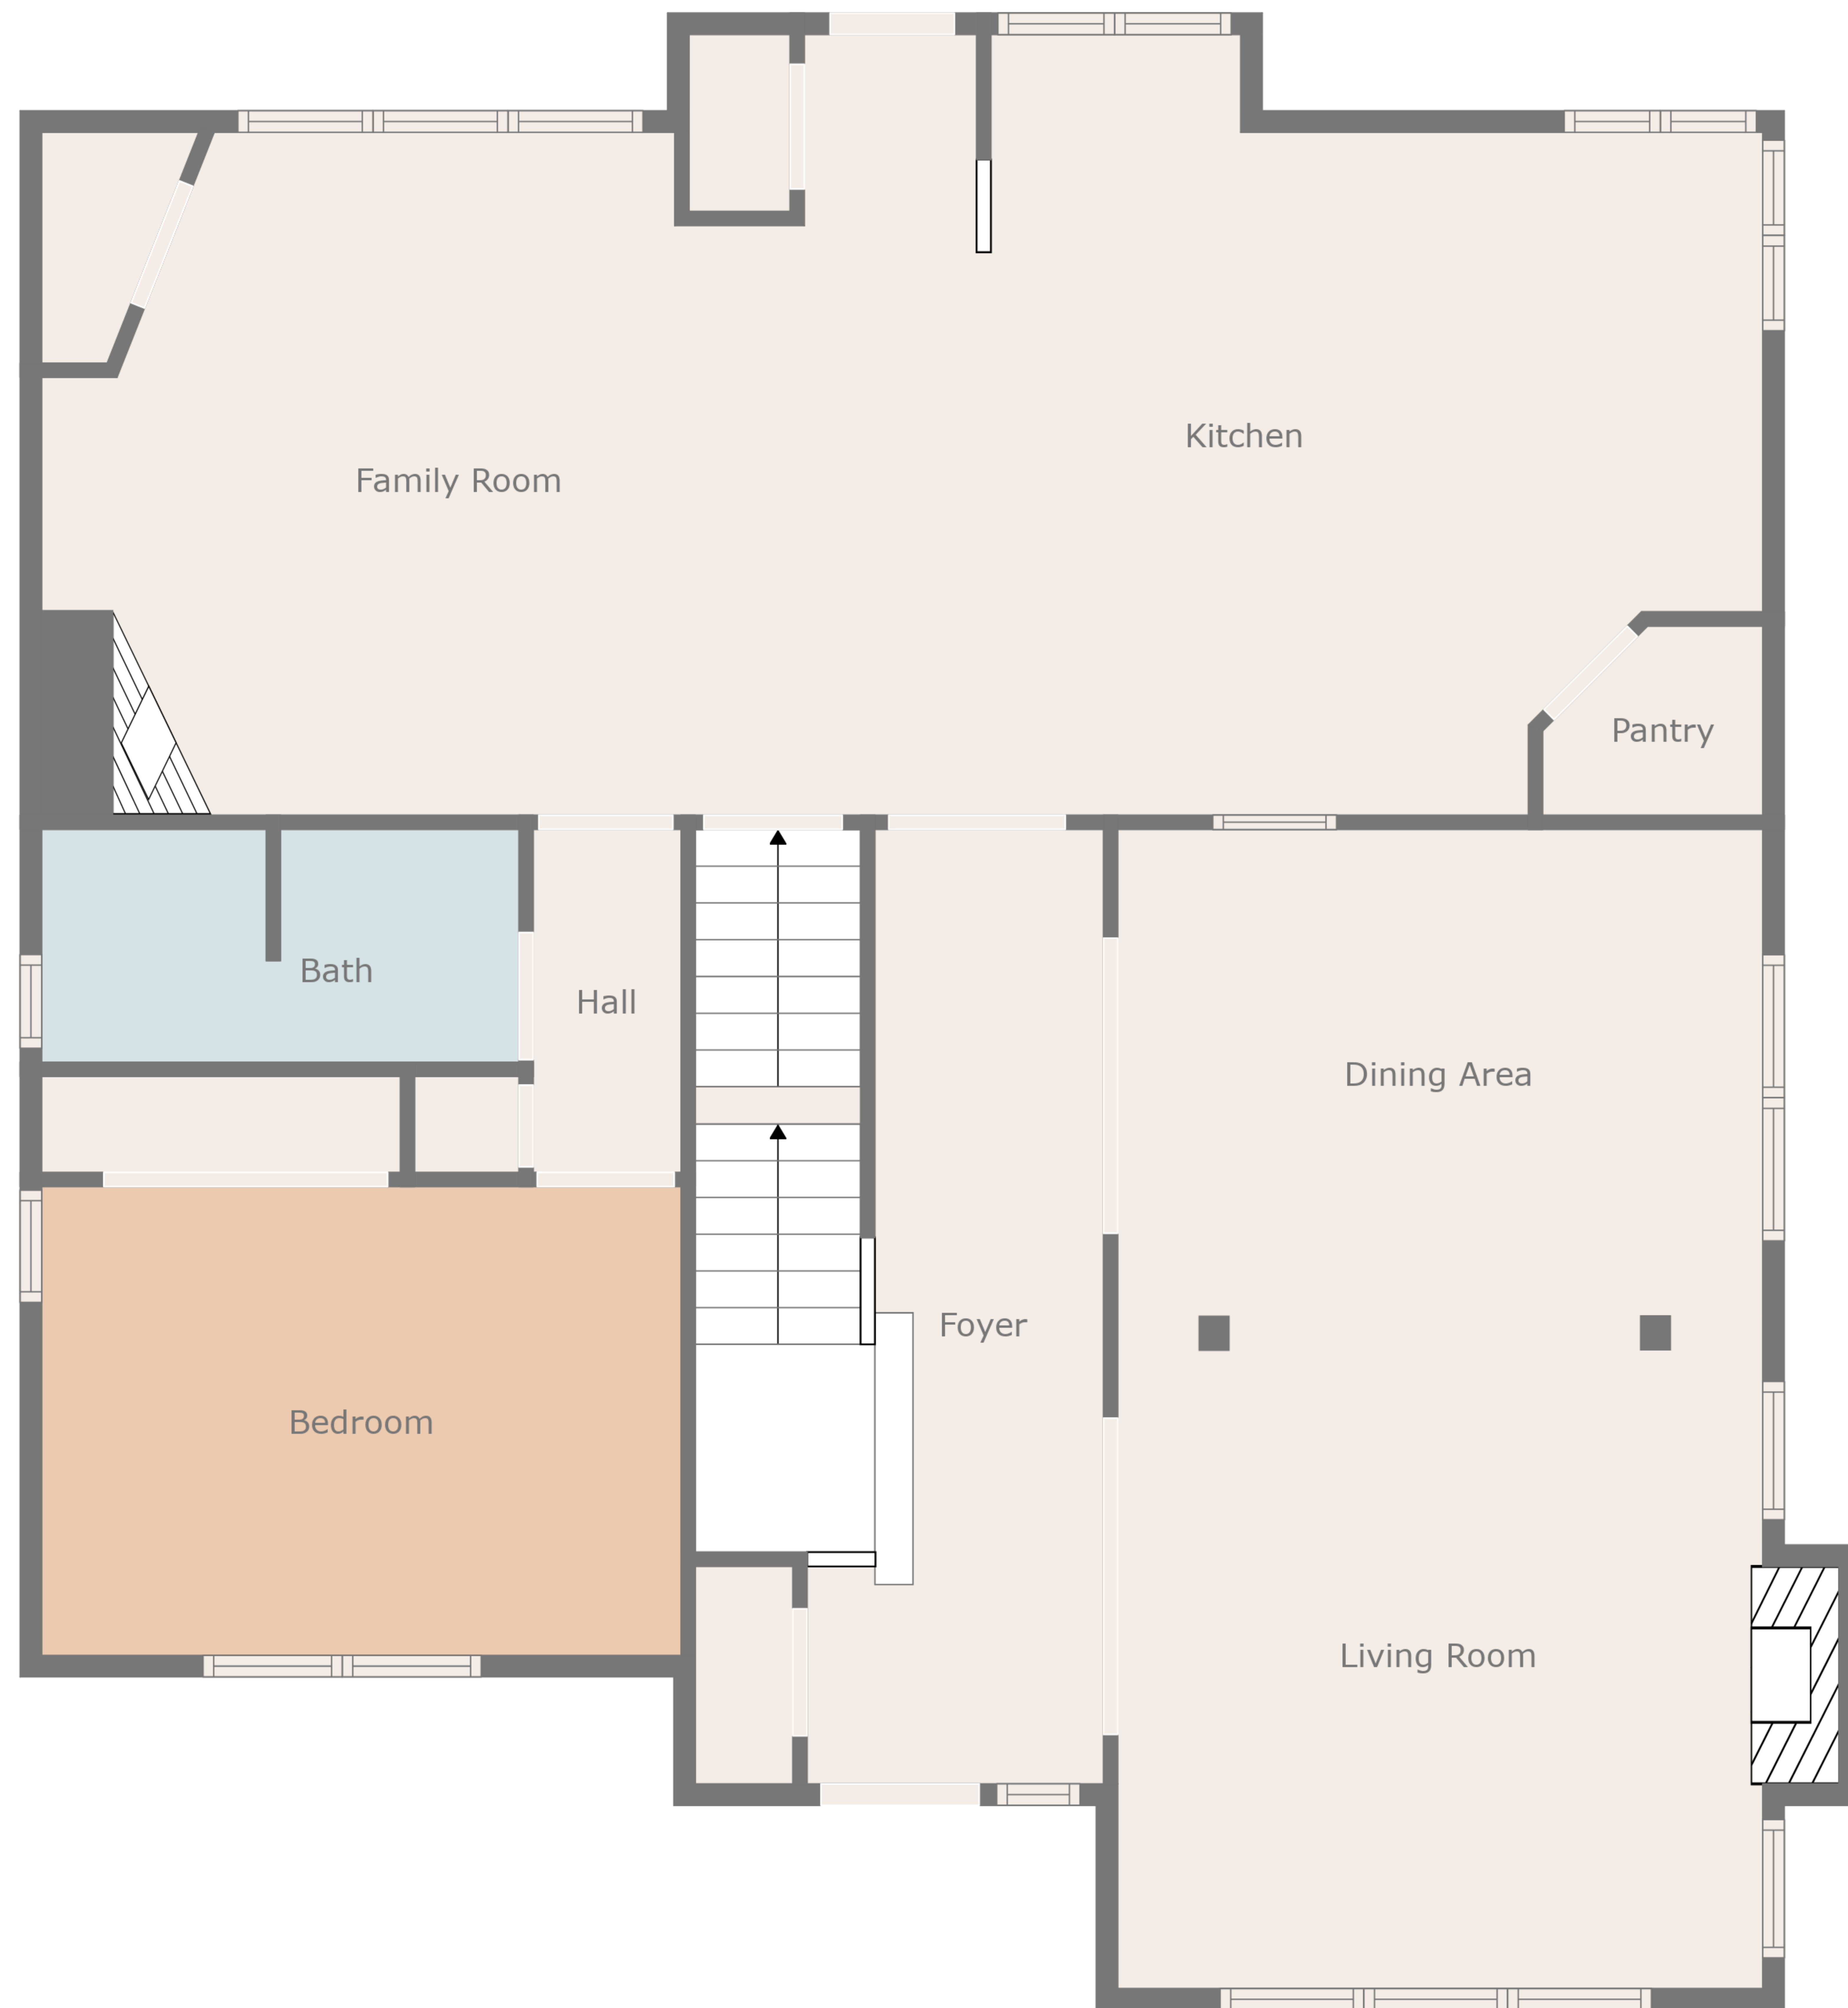 Kitchen
Family Room
Pantry
Bath
Hall
Dining Area
Foyer
Bedroom
Living Room